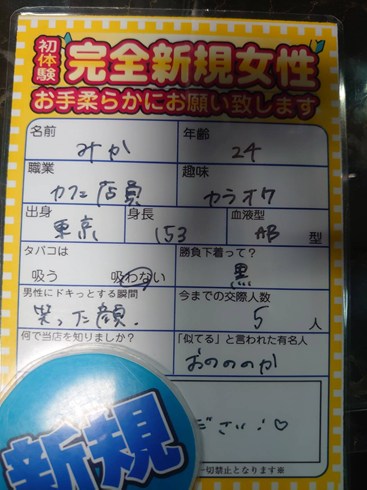 初体験
完全新規女性
お手柔らかにお願い致します
名前 みか 年齢 24
職業 カフェ店員 趣味 カラオケ
出身 東京 身長 153 血液型 AB 型
タバコは 吸う 吸わない 勝負下着って? 黒
男性にドキっとする瞬間 笑った顔. 今までの交際人数 5 人
何で当店を知りましたか? 「似てる」と言われた有名人 おのののか
ださい!♡
新規
一切禁止となります※